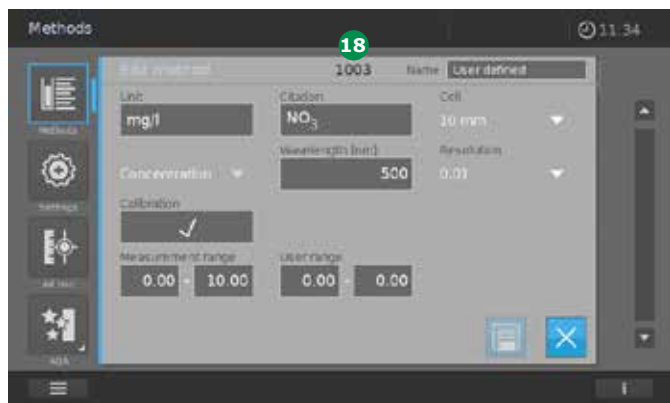 Methods
11:34
18
Edit method
1003
Name User defined
Unit
Citation
Cell
mg/l
NO3
10 mm
Wavelength [nm]
Resolution
Concentration
500
0.01
Calibration
Measurement range
User range
0.00 - 10.00
0.00 - 0.00
Methods
Settings
AQA
i